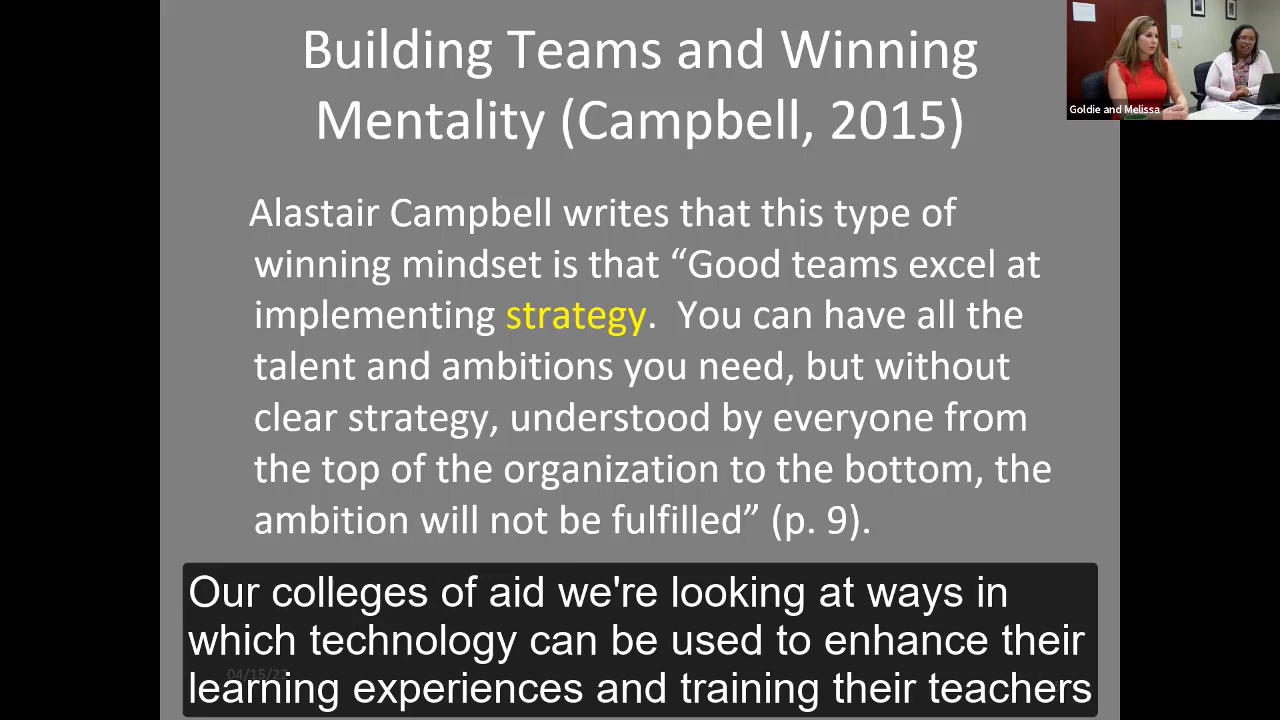 Building Teams and Winning
Mentality (Campbell, 2015)
Goldie and Melissa
Alastair Campbell writes that this type of
winning mindset is that “Good teams excel at
implementing strategy.  You can have all the
talent and ambitions you need, but without
clear strategy, understood by everyone from
the top of the organization to the bottom, the
ambition will not be fulfilled” (p. 9).
Our colleges of aid we're looking at ways in
which technology can be used to enhance their
learning experiences and training their teachers